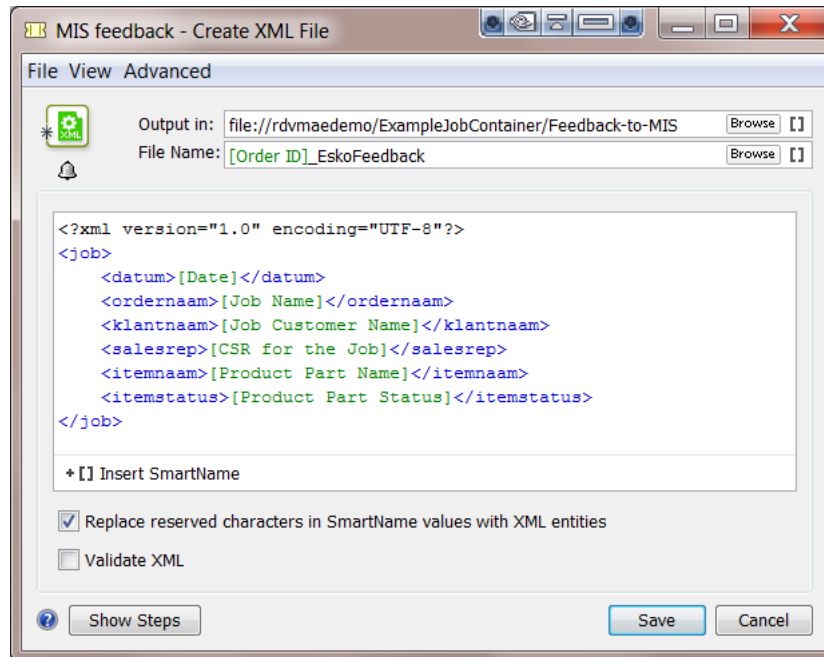 MIS feedback - Create XML File
File View Advanced
XML
Output in: file://rdvmaedemo/ExampleJobContainer/Feedback-to-MIS Browse []
File Name: [Order ID]_EskoFeedback Browse []
<?xml version="1.0" encoding="UTF-8"?>
<job>
<datum>[Date]</datum>
<ordernaam>[Job Name]</ordernaam>
<klantnaam>[Job Customer Name]</klantnaam>
<salesrep>[CSR for the Job]</salesrep>
<itemnaam>[Product Part Name]</itemnaam>
<itemstatus>[Product Part Status]</itemstatus>
</job>
+[] Insert SmartName
Replace reserved characters in SmartName values with XML entities
Validate XML
? Show Steps Save Cancel